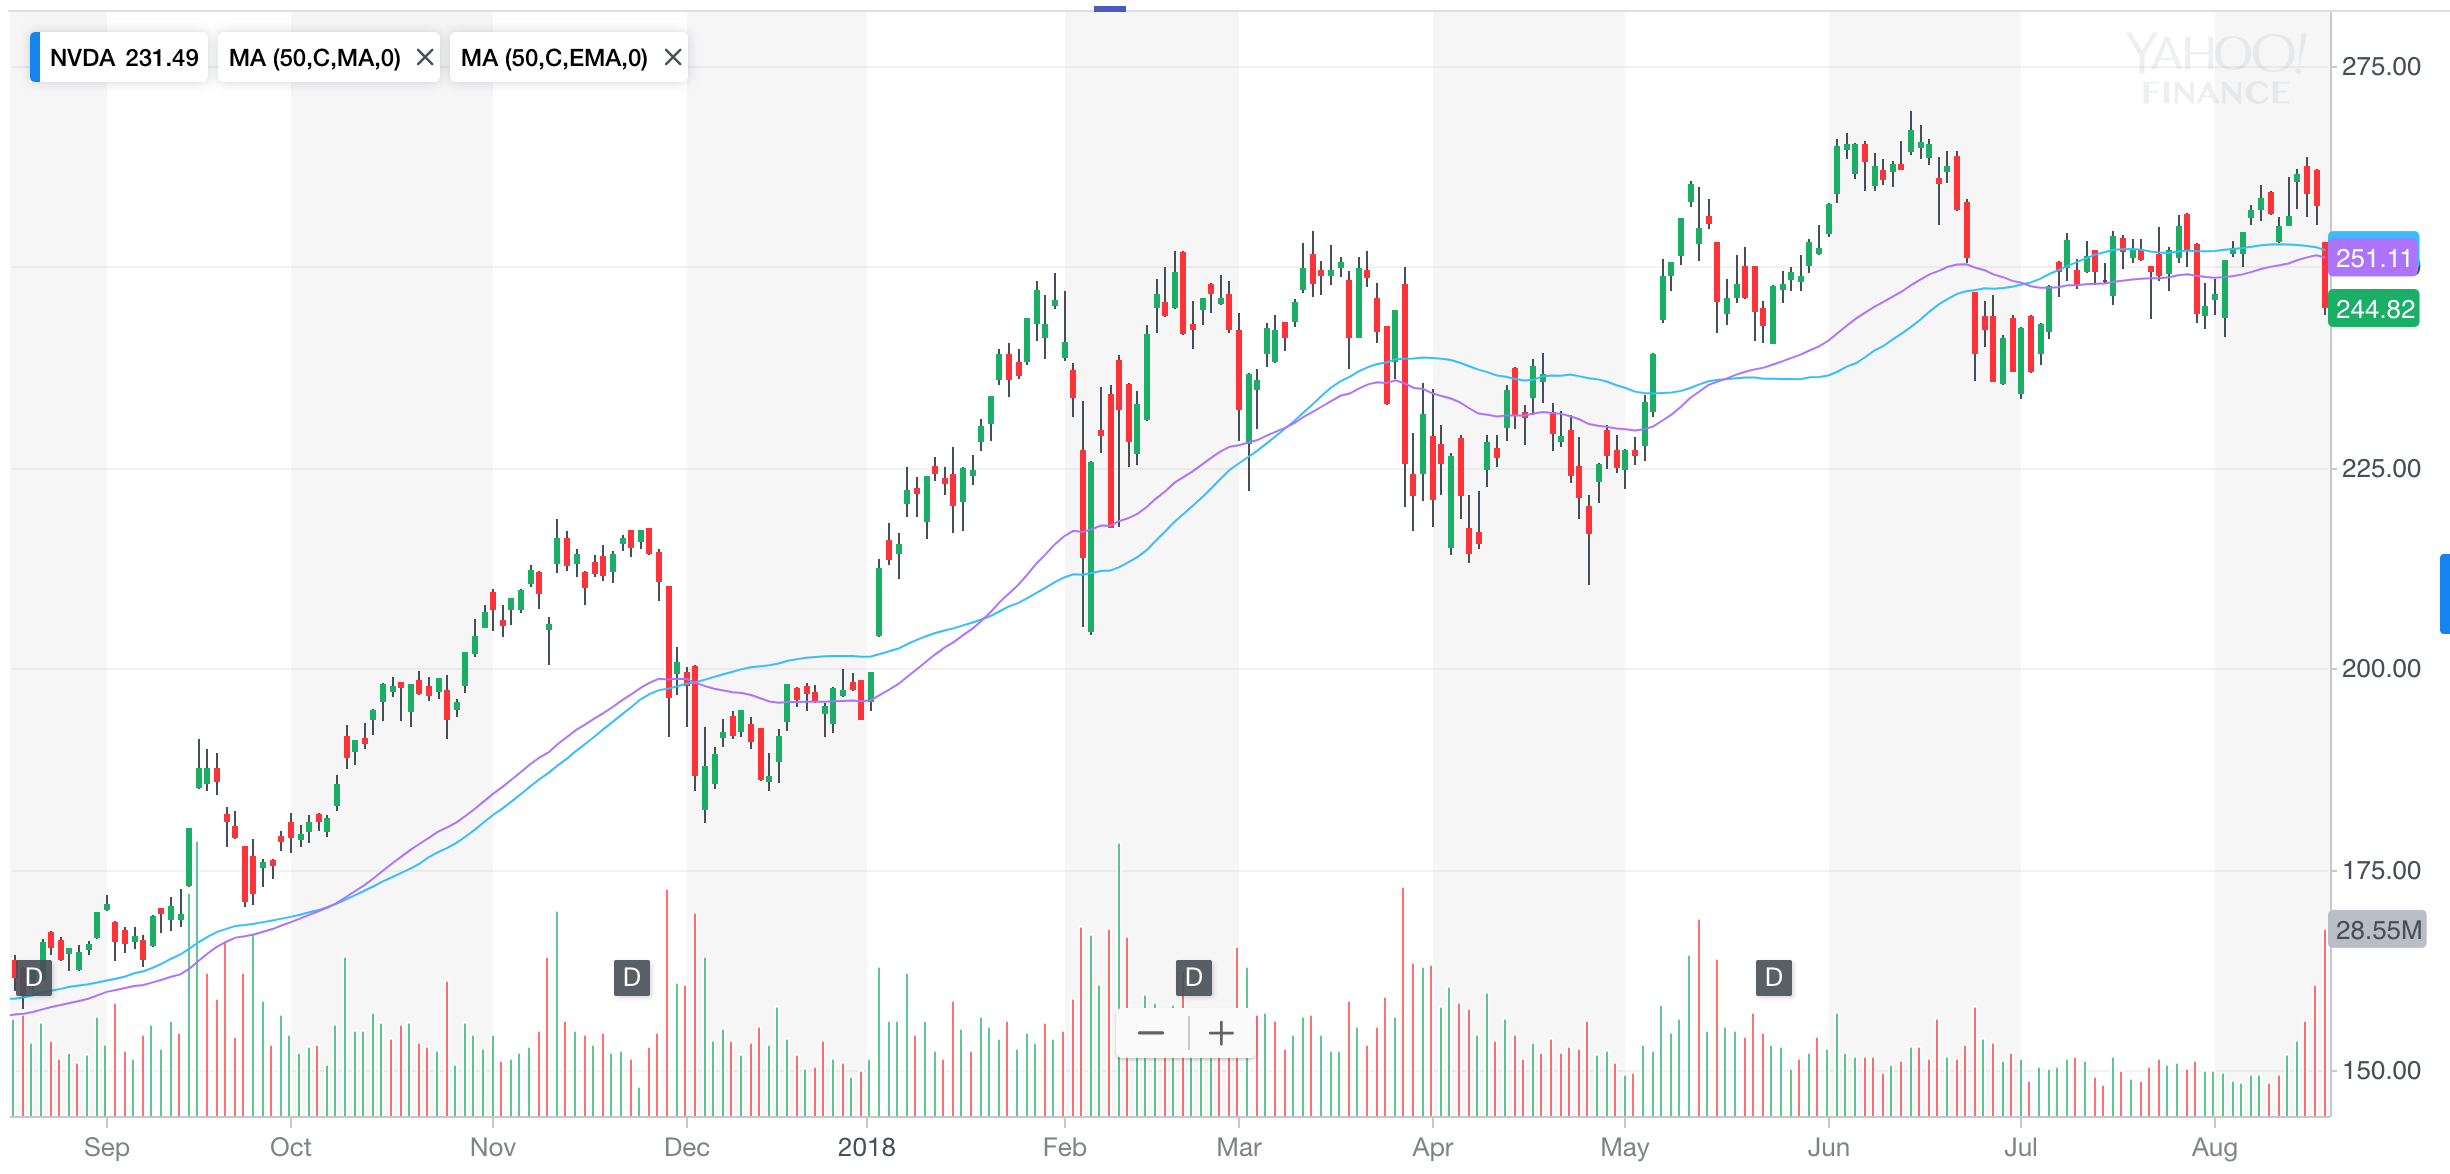 NVDA 231.49 MA (50,C,MA,0) MA (50,C,EMA,0)
YAHOO!
FINANCE
275.00
251.11
244.82
225.00
200.00
175.00
28.55M
D D D D
150.00
Sep Oct Nov Dec 2018 Feb Mar Apr May Jun Jul Aug